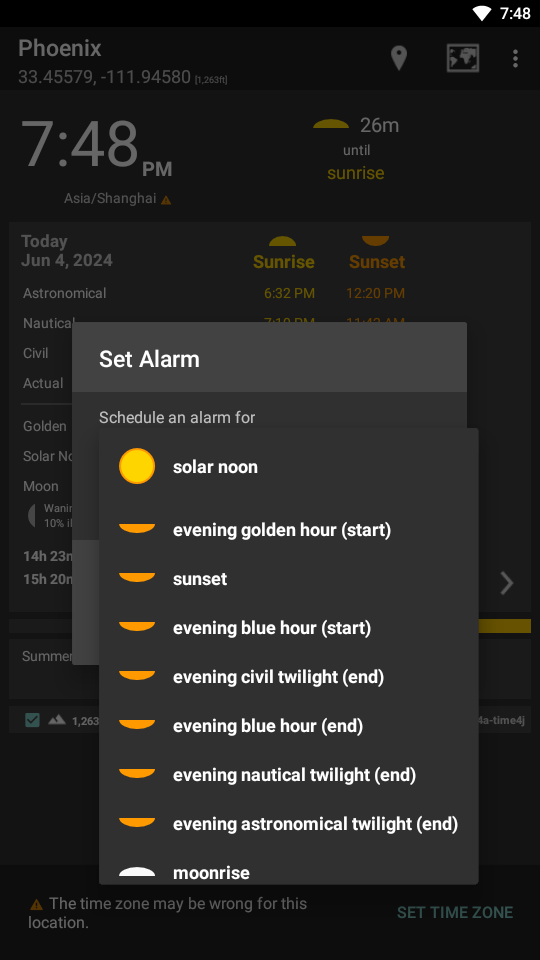 7:48
Phoenix
33.45579, -111.94580 [1,263ft]
7:48 PM
26m
until
sunrise
Asia/Shanghai
Today
Jun 4, 2024
Sunrise
Sunset
Astronomical 6:32 PM 12:20 PM
Nautical
Civil
Actual
Golden
Solar
Moon
10%
14h
15h
Set Alarm
Schedule an alarm for
solar noon
evening golden hour (start)
sunset
evening blue hour (start)
evening civil twilight (end)
evening blue hour (end)
evening nautical twilight (end)
evening astronomical twilight (end)
moonrise
Summer
1,263
4a-time4j
The time zone may be wrong for this
location.
SET TIME ZONE